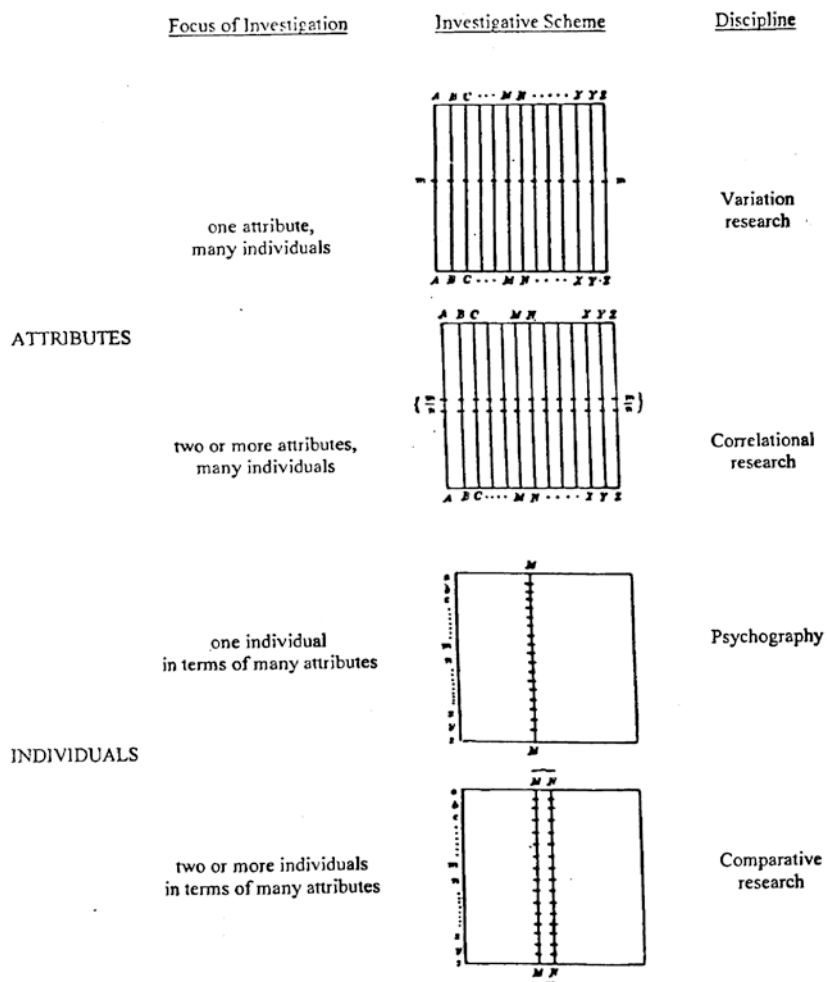 Focus of Investigation
Investigative Scheme
Discipline
A B C ···· M N ····· X Y Z
m
m
one attribute,
many individuals
Variation
research
A B C ···· M N ····· X Y Z
ATTRIBUTES
A B C M N X Y Z
two or more attributes,
many individuals
Correlational
research
A B C ···· M N ····· X Y Z
M
a
b
c
one individual
in terms of many attributes
m
n
Psychography
M
INDIVIDUALS
M N
a
b
c
two or more individuals
in terms of many attributes
m
n
Comparative
research
M N